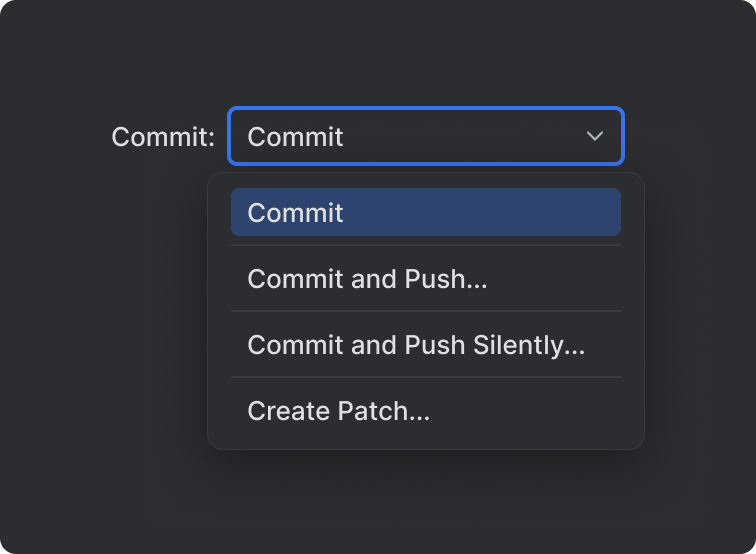 Commit: Commit
Commit
Commit and Push...
Commit and Push Silently...
Create Patch...